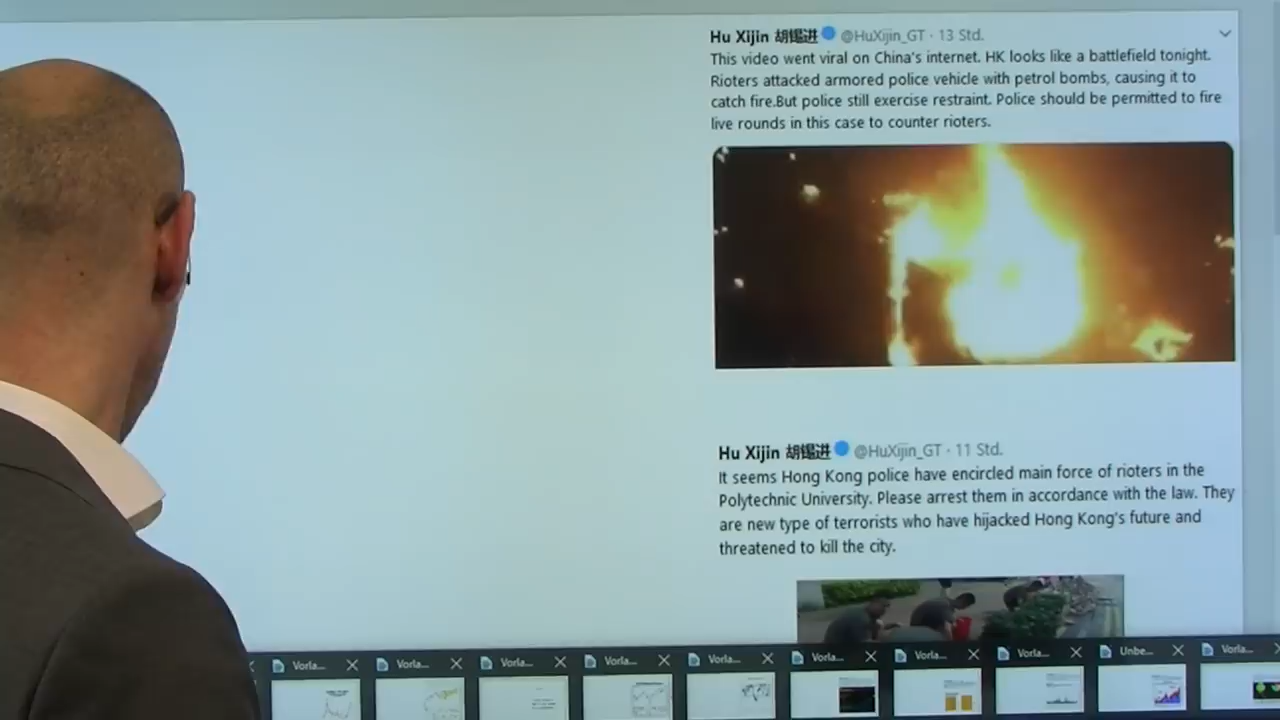 Hu Xijin 胡锡进 @HuXijin_GT · 13 Std.
This video went viral on China's internet. HK looks like a battlefield tonight.
Rioters attacked armored police vehicle with petrol bombs, causing it to
catch fire.But police still exercise restraint. Police should be permitted to fire
live rounds in this case to counter rioters.
Hu Xijin 胡锡进 @HuXijin_GT · 11 Std.
It seems Hong Kong police have encircled main force of rioters in the
Polytechnic University. Please arrest them in accordance with the law. They
are new type of terrorists who have hijacked Hong Kong's future and
threatened to kill the city.
Vorla... Vorla... Vorla... Vorla... Vorla... Vorla... Vorla... Vorla... Unbe... Vorla...